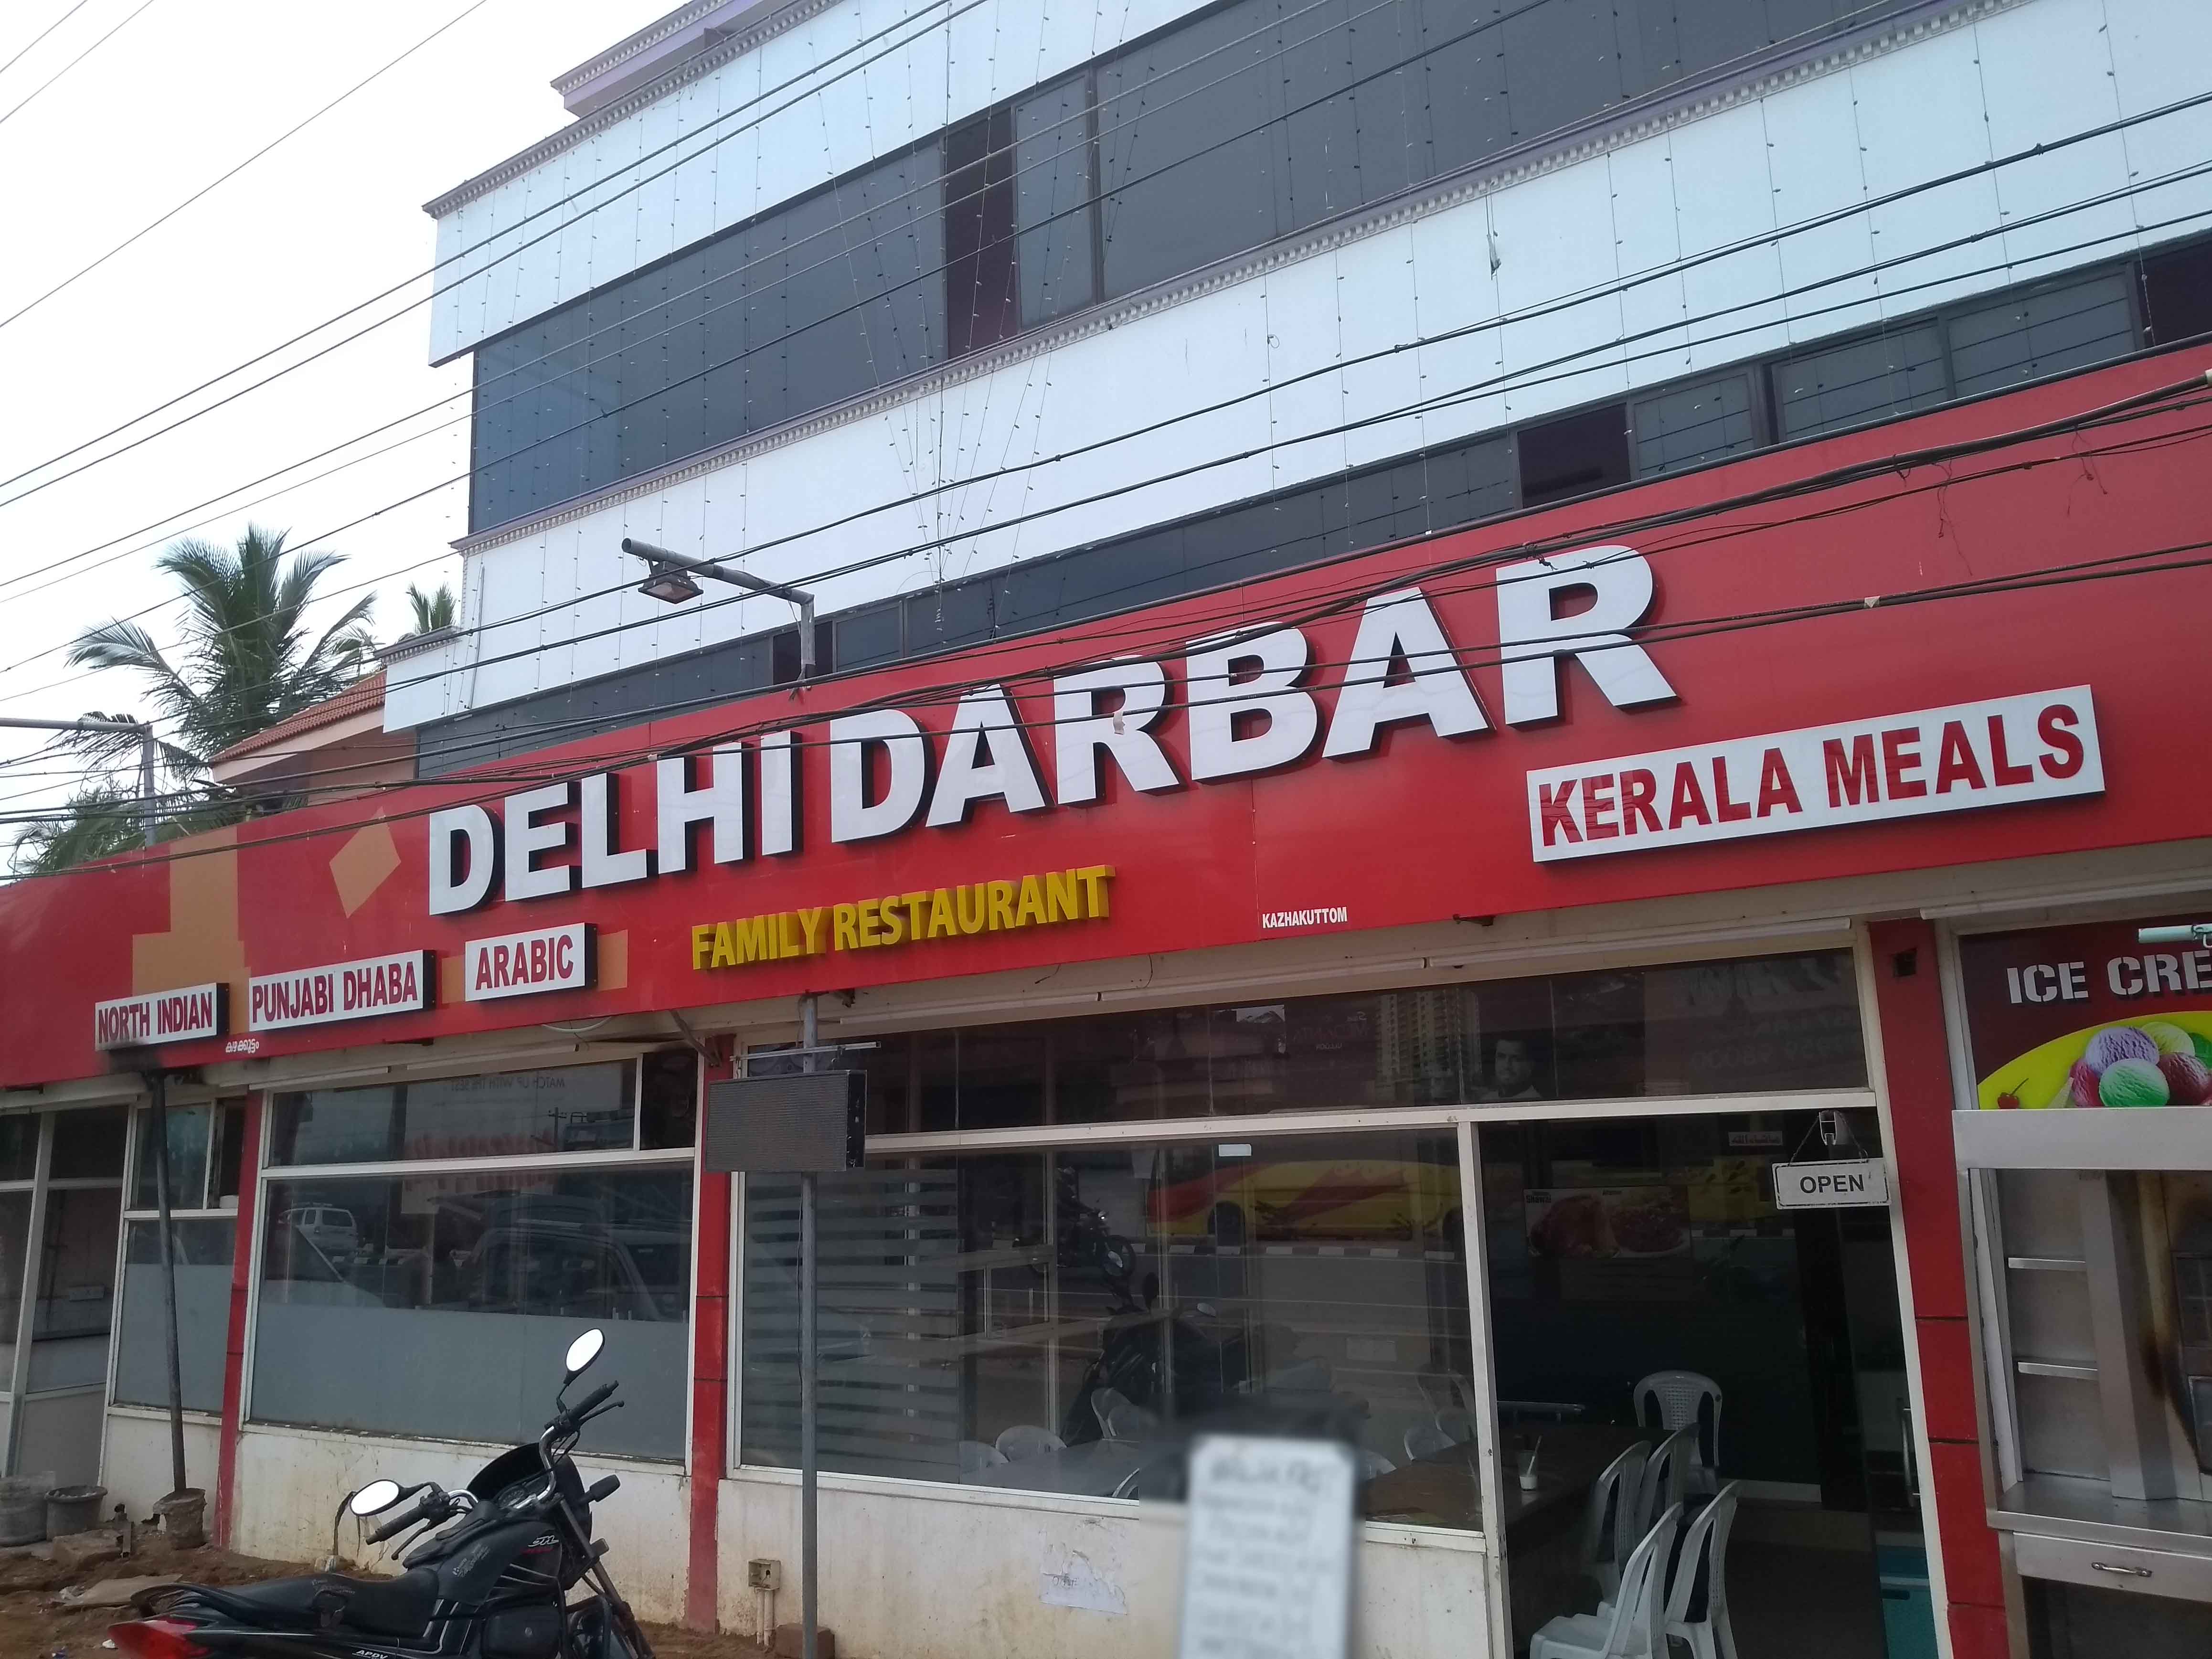 DELHI DARBAR
KERALA MEALS
FAMILY RESTAURANT
KAZHAKUTTOM
ARABIC
PUNJABI DHABA
NORTH INDIAN
കഴക്കൂട്ടം
ICE CRE
OPEN